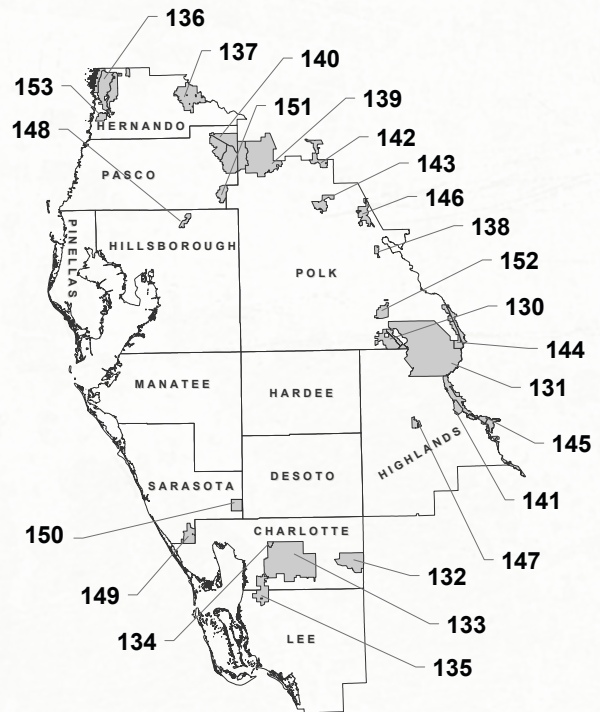 136
137
140
153
151
139
148
HERNANDO
142
PASCO
143
146
PINELLAS
HILLSBOROUGH
138
POLK
152
130
144
MANATEE
HARDEE
131
145
HIGHLANDS
SARASOTA
DESOTO
141
150
CHARLOTTE
147
132
149
133
134
LEE
135